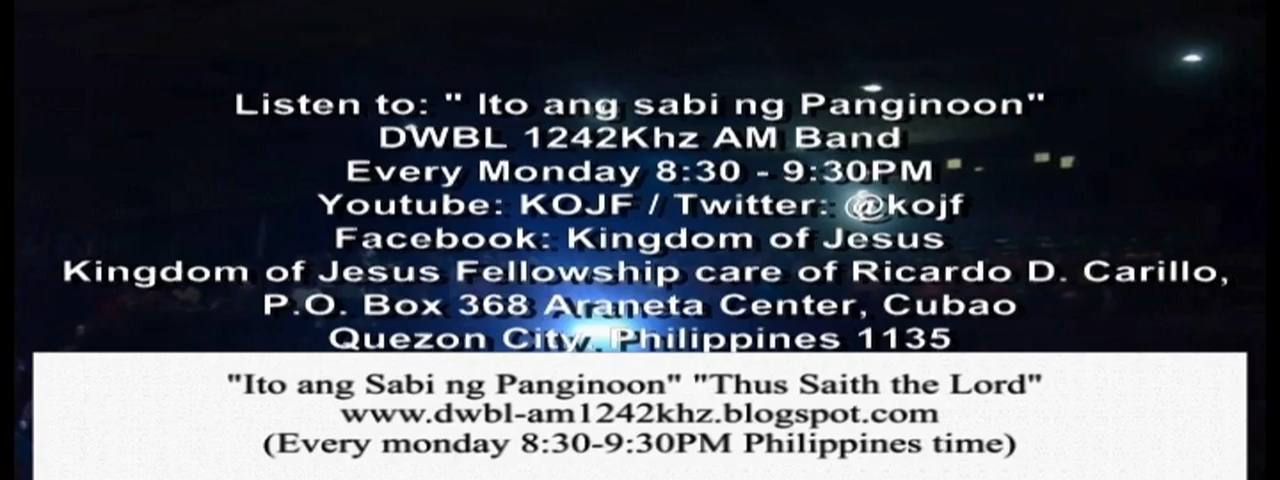 Listen to: " Ito ang sabi ng Panginoon"
DWBL 1242Khz AM Band
Every Monday 8:30 - 9:30PM
Youtube: KOJF / Twitter: @kojf
Facebook: Kingdom of Jesus
Kingdom of Jesus Fellowship care of Ricardo D. Carillo,
P.O. Box 368 Araneta Center, Cubao
Quezon City, Philippines 1135
"Ito ang Sabi ng Panginoon" "Thus Saith the Lord"
www.dwbl-am1242khz.blogspot.com
(Every monday 8:30-9:30PM Philippines time)